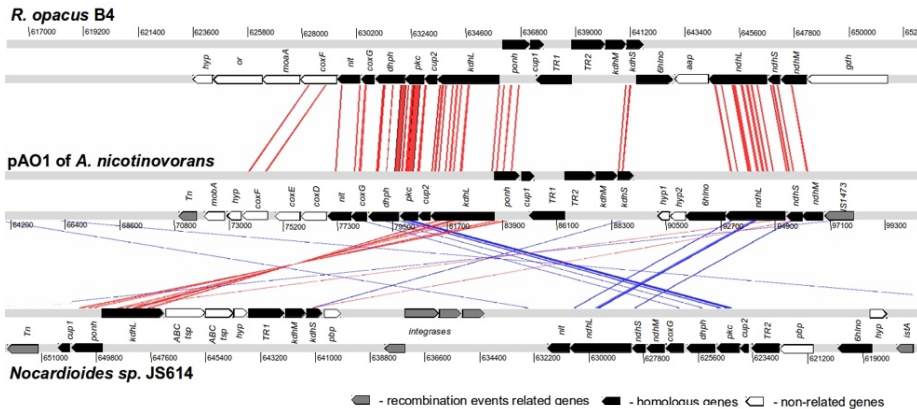 R. opacus B4
617000 619200 621400 623600 625800 628000 630200 632400 634600 636800 639000 641200 643400 645600 647800 650000 652
hyp or moaA coxF nit coxG dhph pkc cup2 kdhL ponh cup1 TR1 TR2 kdhM kdhS 6hlno aap ndhL ndhS ndhM gdh
pAO1 of A. nicotinovorans
Tn mobA hyp coxF coxE coxD nit coxG dhph pkc cup2 kdhL ponh cup1 TR1 TR2 kdhM kdhS hyp1 hyp2 6hlno ndhL ndhS ndhM IS1473
64200 66400 68600 70800 73000 75200 77300 79500 81700 83900 86100 88300 90500 92700 94900 97100 99300
Tn cup1 ponh kdhL ABC tsp ABC tsp hyp TR1 kdhM kdhS pbp integrases nit ndhL ndhS ndhM coxG dhph pkc cup2 TR2 pbp 6hlno hyp istA
651000 649800 647600 645400 643200 641000 638800 636600 634400 632200 630000 627800 625600 623400 621200 619000
Nocardioides sp. JS614
- recombination events related genes - homologus genes - non-related genes